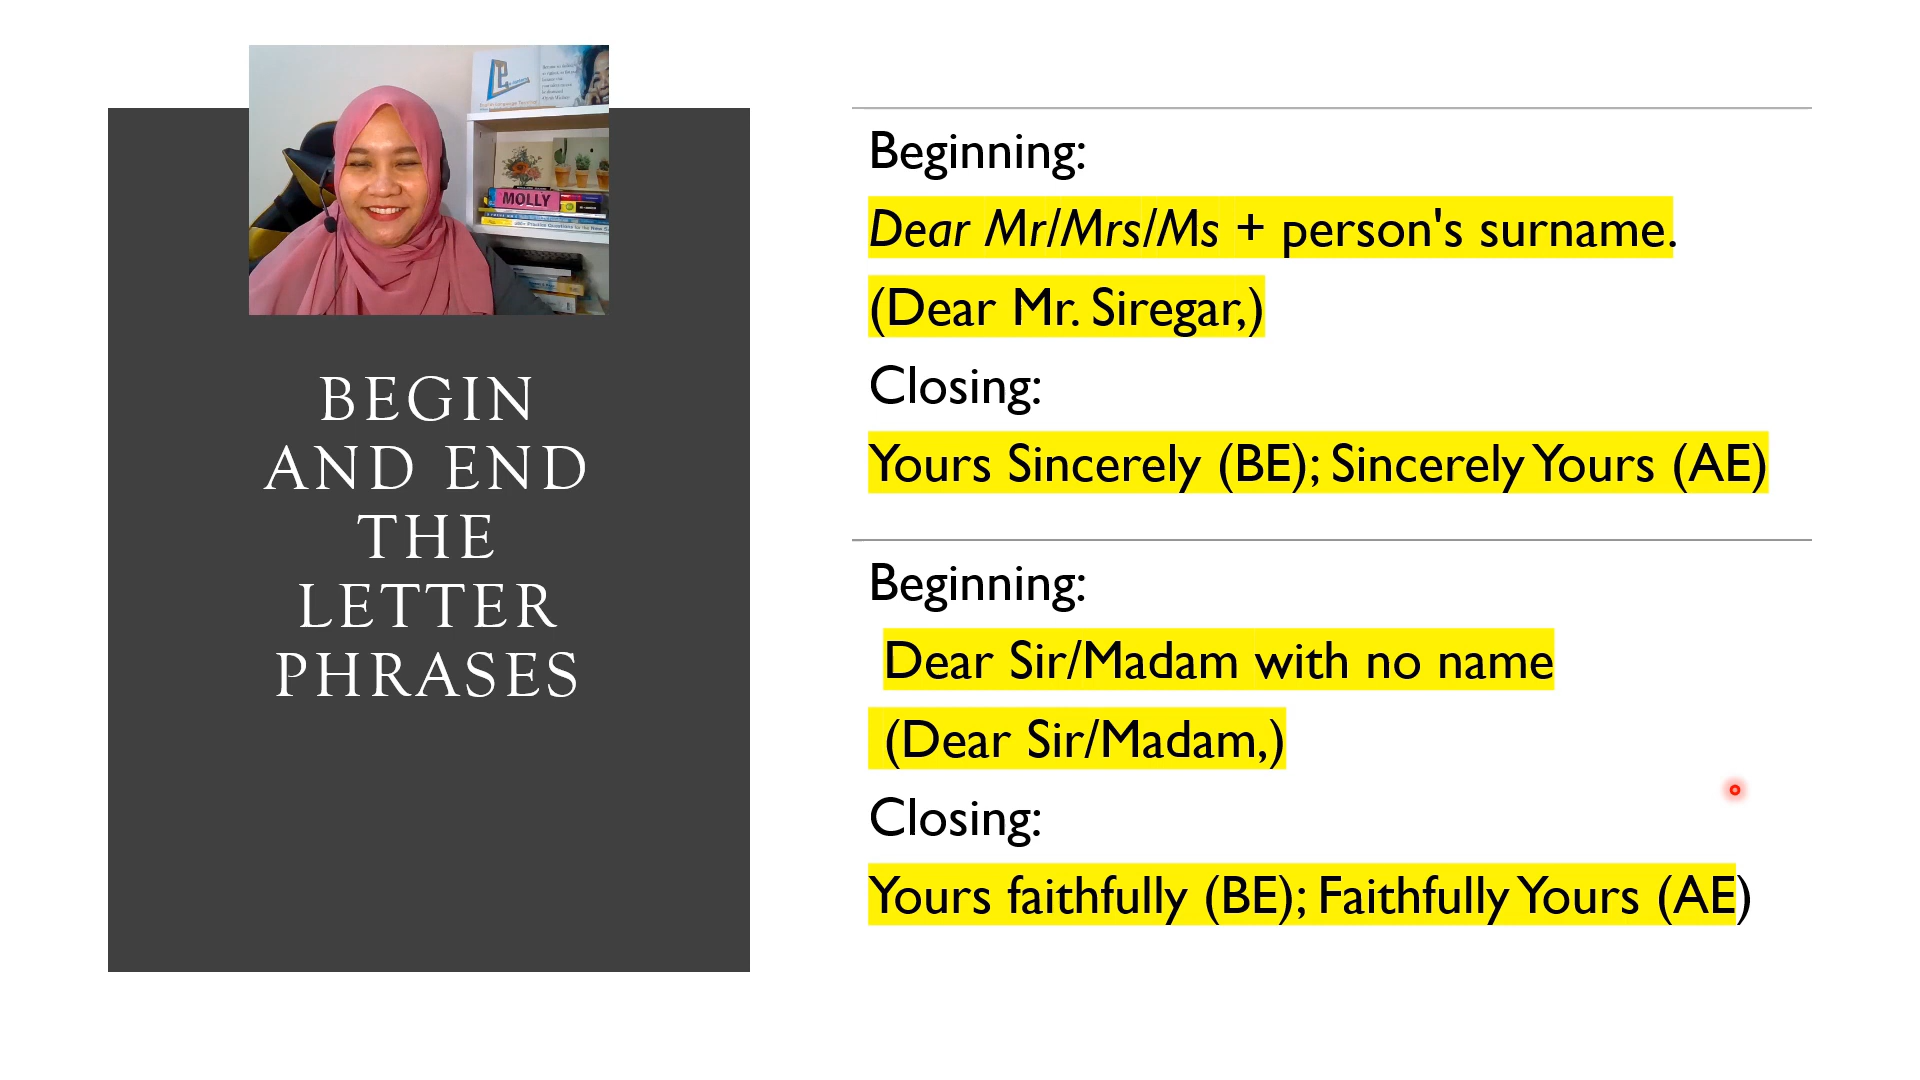 MOLLY
BEGIN
AND END
THE
LETTER
PHRASES
Beginning:
Dear Mr/Mrs/Ms + person's surname.
(Dear Mr. Siregar,)
Closing:
Yours Sincerely (BE); Sincerely Yours (AE)
Beginning:
Dear Sir/Madam with no name
(Dear Sir/Madam,)
Closing:
Yours faithfully (BE); Faithfully Yours (AE)